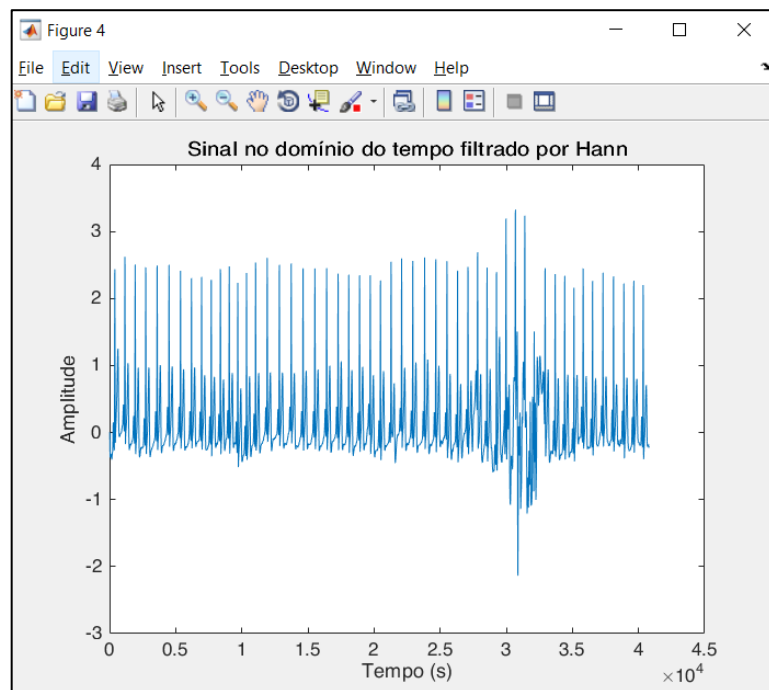 Figure 4
File Edit View Insert Tools Desktop Window Help
Sinal no domínio do tempo filtrado por Hann
4
3
2
1
0
-1
-2
-3
Amplitude
0 0.5 1 1.5 2 2.5 3 3.5 4 4.5
Tempo (s)
×10⁴